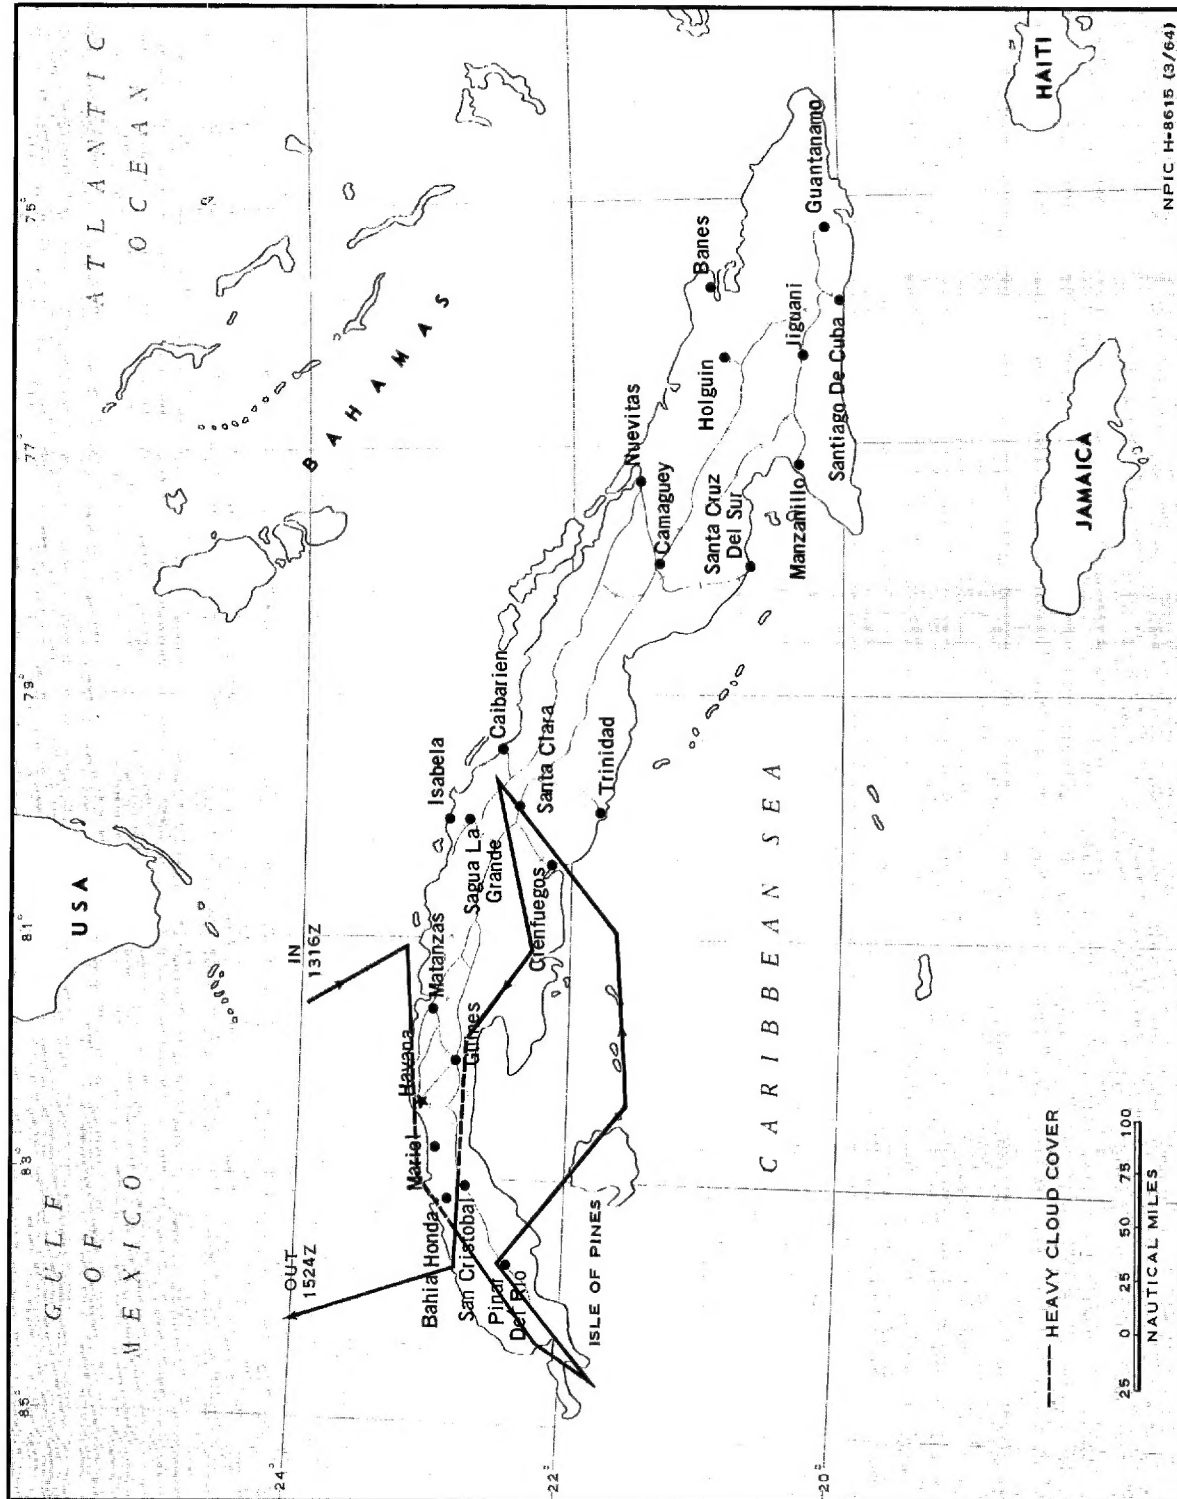 ATLANTIC
OCEAN
GULF
OF
MEXICO
USA
BAHAMAS
IN
1316Z
OUT
1524Z
Havana
Matanzas
Mariel
Guines
Bahia Honda
San Cristobal
Pinar
Del Rio
Isabela
Sagua La
Grande
Caibarien
Santa Clara
Cienfuegos
Trinidad
Nuevitas
Camaguey
Santa Cruz
Del Sur
Holguin
Banes
Manzanillo
Jiguani
Santiago De Cuba
Guantanamo
ISLE OF PINES
CARIBBEAN SEA
JAMAICA
HAITI
85°
83°
81°
79°
77°
75°
24°
22°
20°
HEAVY CLOUD COVER
25 0 25 50 75 100
NAUTICAL MILES
NPIC H-8615 (3/64)